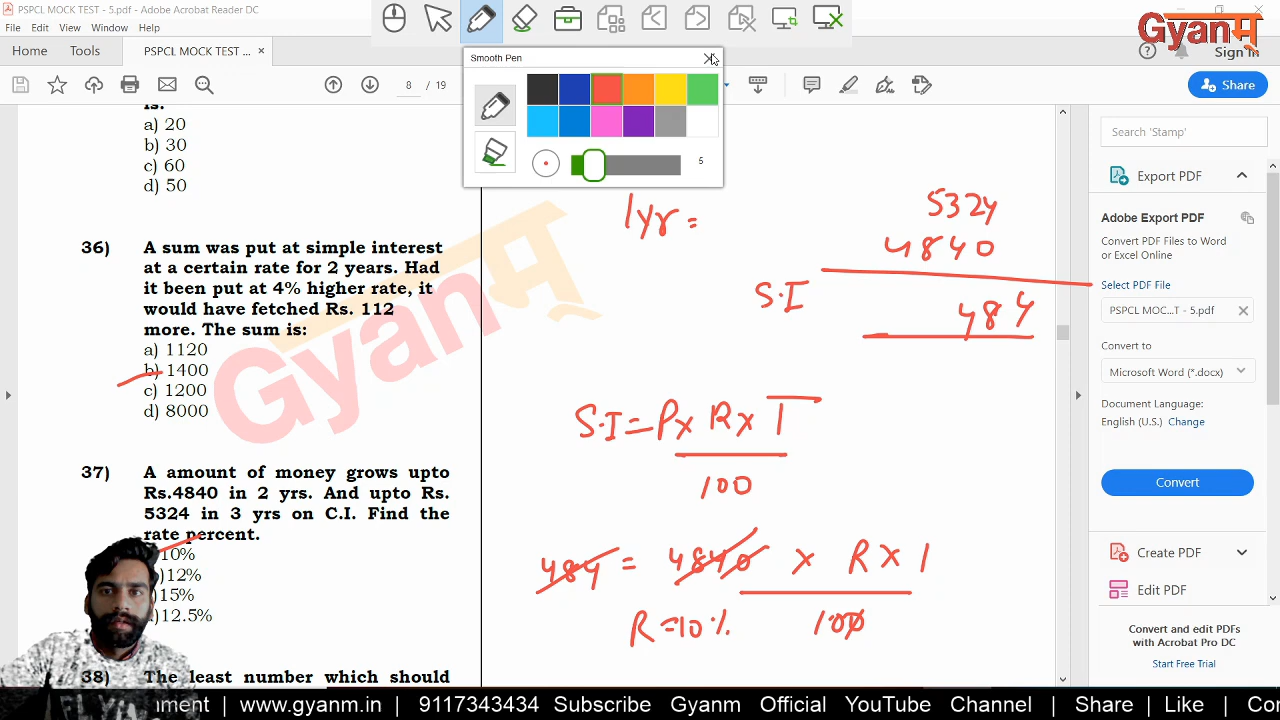 PSPCL MOCK TEST - 5.pdf - Adobe Acrobat Reader DC
File Edit View Window Help
Home Tools PSPCL MOCK TEST ... ×
Sign In
Gyanम्
8 / 19
Share
Smooth Pen
5
is:
a) 20
b) 30
c) 60
d) 50
36) A sum was put at simple interest
at a certain rate for 2 years. Had
it been put at 4% higher rate, it
would have fetched Rs. 112
more. The sum is:
a) 1120
b) 1400
c) 1200
d) 8000
37) A amount of money grows upto
Rs.4840 in 2 yrs. And upto Rs.
5324 in 3 yrs on C.I. Find the
rate percent.
10%
)12%
)15%
)12.5%
38) The least number which should
Gyanम्
1yr =
5324
4840
S.I
484
S.I = P x R x T
100
484 = 4840 x R x 1
100
R = 10%
Search 'Stamp'
Export PDF
Adobe Export PDF
Convert PDF Files to Word
or Excel Online
Select PDF File
PSPCL MOC...T - 5.pdf
Convert to
Microsoft Word (*.docx)
Document Language:
English (U.S.) Change
Convert
Create PDF
Edit PDF
Convert and edit PDFs
with Acrobat Pro DC
Start Free Trial
nment | www.gyanm.in | 9117343434 Subscribe Gyanm Official YouTube Channel | Share | Like | Co